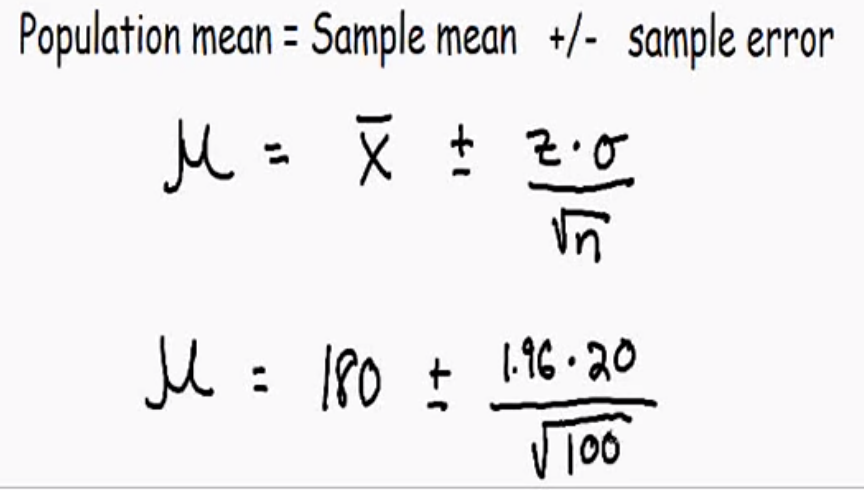 Population mean = Sample mean +/- sample error
μ = x̄ ± z·σ/√n
μ = 180 ± 1.96·20/√100